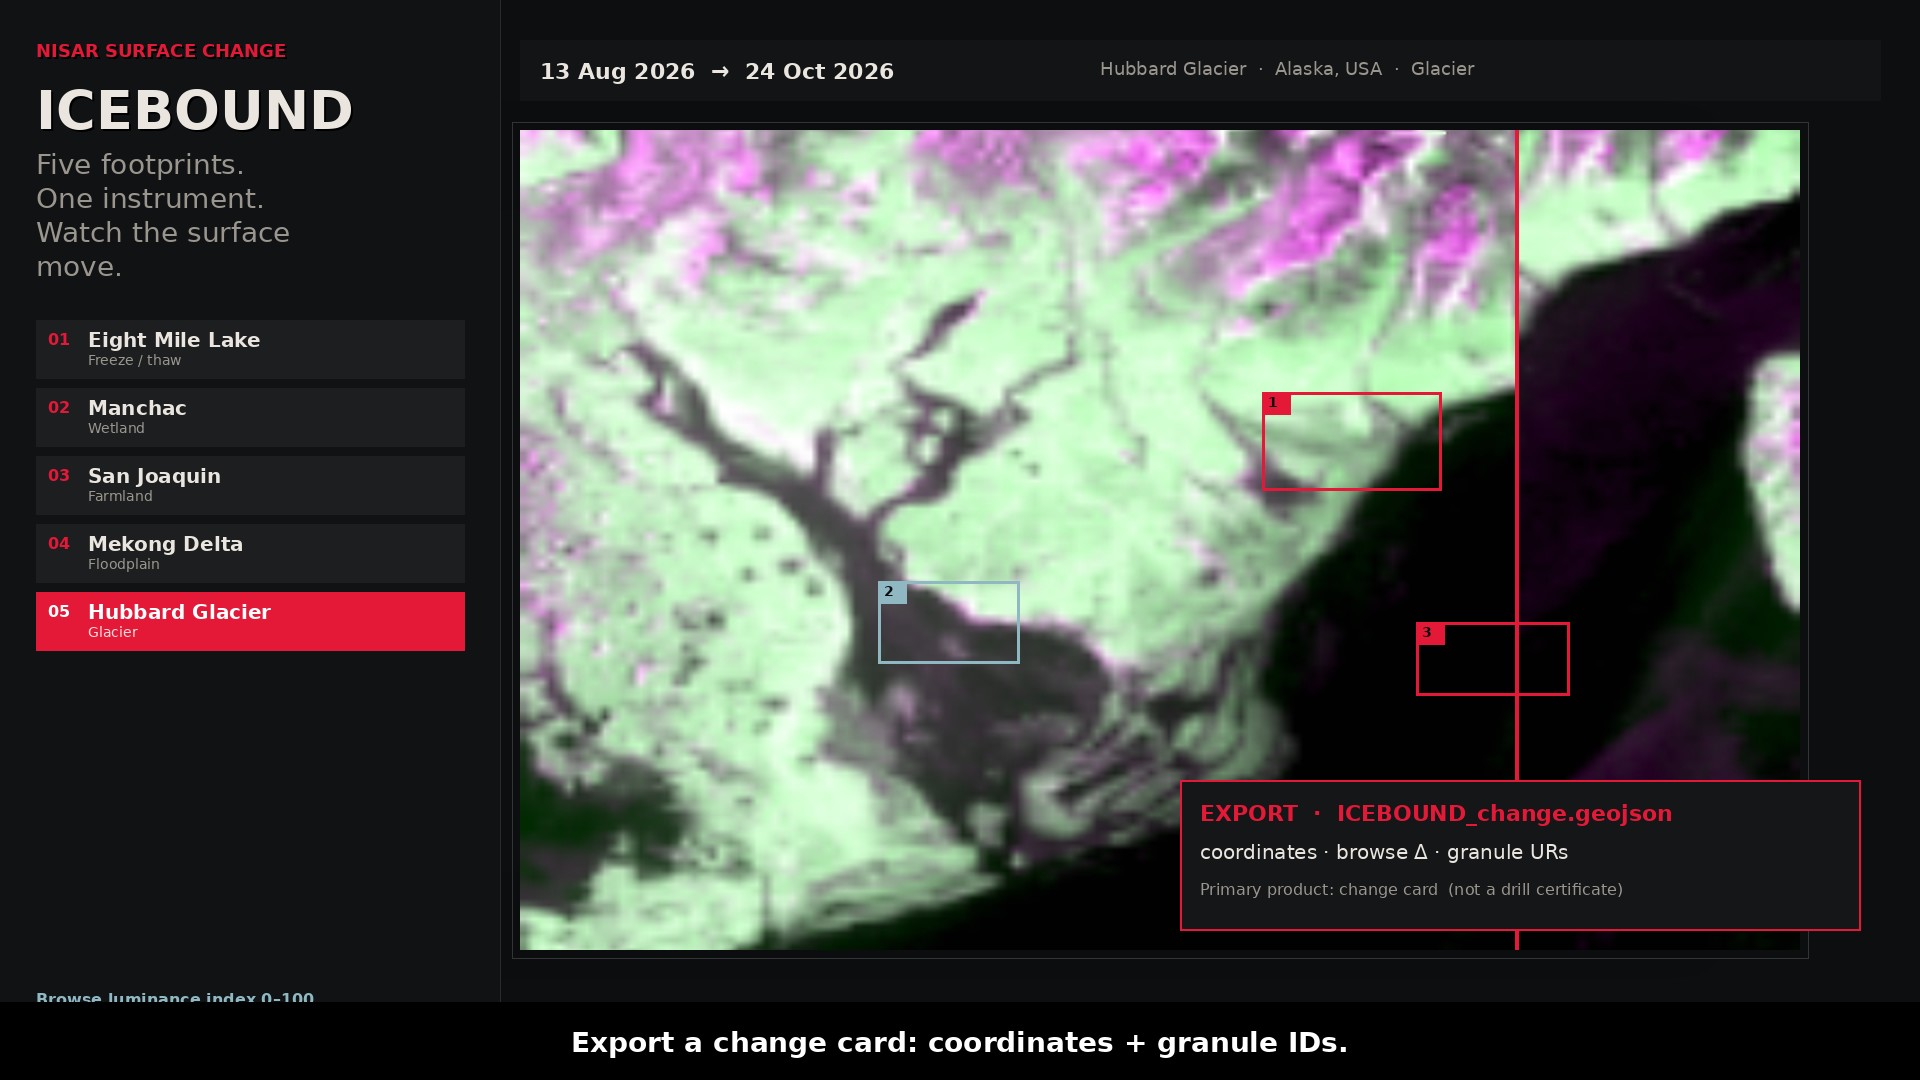 NISAR SURFACE CHANGE
ICEBOUND
Five footprints.
One instrument.
Watch the surface
move.
01 Eight Mile Lake
Freeze / thaw
02 Manchac
Wetland
03 San Joaquin
Farmland
04 Mekong Delta
Floodplain
05 Hubbard Glacier
Glacier
Browse luminance index 0–100
13 Aug 2026 → 24 Oct 2026
Hubbard Glacier · Alaska, USA · Glacier
1
2
3
EXPORT · ICEBOUND_change.geojson
coordinates · browse Δ · granule URs
Primary product: change card (not a drill certificate)
Export a change card: coordinates + granule IDs.